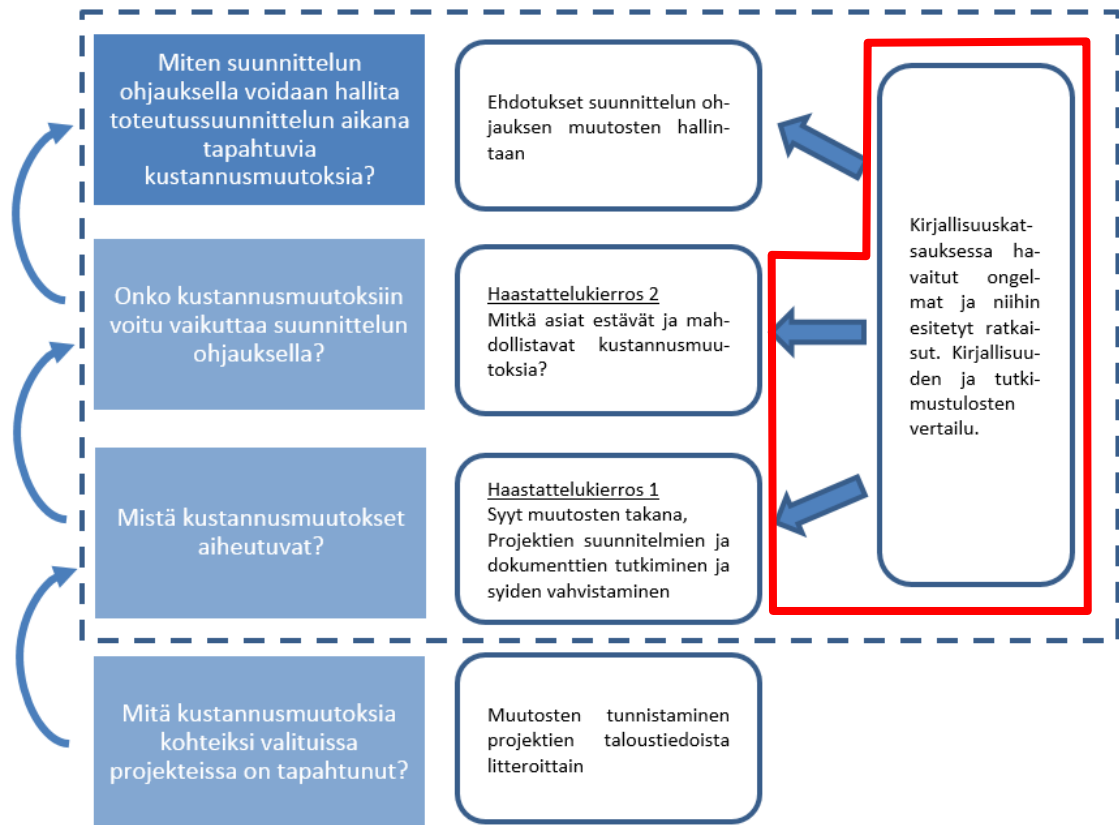 Miten suunnittelun
ohjauksella voidaan hallita
toteutussuunnittelun aikana
tapahtuvia
kustannusmuutoksia?
Ehdotukset suunnittelun oh-
jauksen muutosten hallin-
taan
Onko kustannusmuutoksiin
voitu vaikuttaa suunnittelun
ohjauksella?
Haastattelukierros 2
Mitkä asiat estävät ja mah-
dollistavat kustannusmuu-
toksia?
Mistä kustannusmuutokset
aiheutuvat?
Haastattelukierros 1
Syyt muutosten takana,
Projektien suunnitelmien ja
dokumenttien tutkiminen ja
syiden vahvistaminen
Mitä kustannusmuutoksia
kohteiksi valituissa
projekteissa on tapahtunut?
Muutosten tunnistaminen
projektien taloustiedoista
litteroittain
Kirjallisuuskat-
sauksessa ha-
vaitut ongel-
mat ja niihin
esitetyt ratkai-
sut. Kirjallisuu-
den ja tutki-
mustulosten
vertailu.